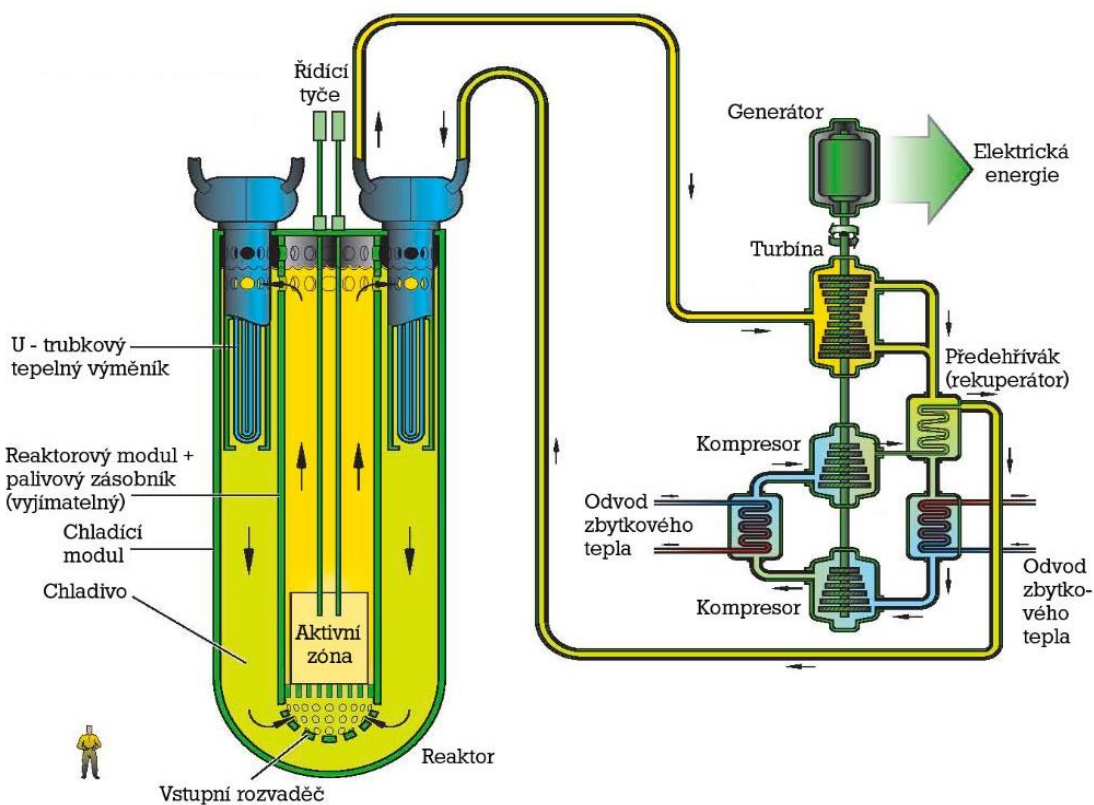 Řídící
tyče
Generátor
Elektrická
energie
Turbína
U - trubkový
tepelný výměník
Předehřívák
(rekuperátor)
Reaktorový modul +
palivový zásobník
(vyjímatelný)
Kompresor
Odvod
zbytkového
tepla
Chladící
modul
Chladivo
Kompresor
Odvod
zbytko-
vého
tepla
Aktivní
zóna
Reaktor
Vstupní rozvaděč